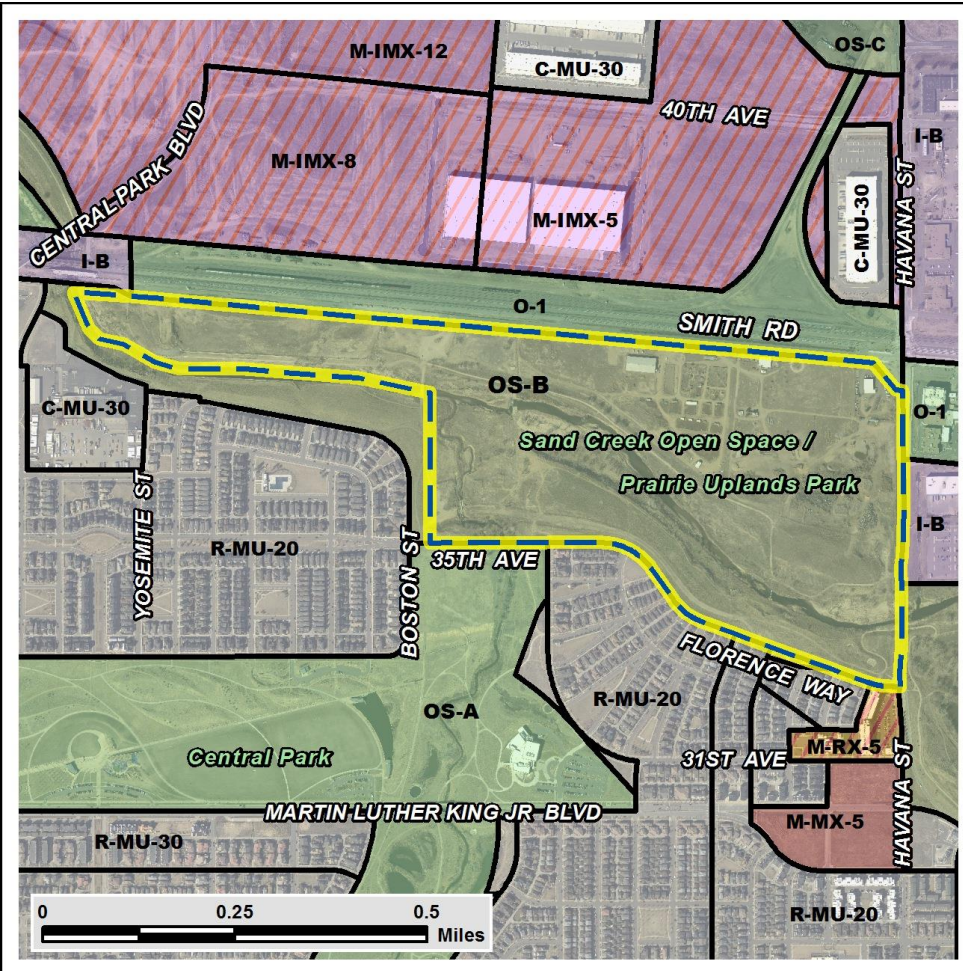 M-IMX-12
C-MU-30
OS-C
40TH AVE
I-B
CENTRAL PARK BLVD
M-IMX-8
M-IMX-5
C-MU-30
HAVANA ST
I-B
O-1
SMITH RD
OS-B
C-MU-30
O-1
Sand Creek Open Space /
Prairie Uplands Park
I-B
YOSEMITE ST
R-MU-20
BOSTON ST
35TH AVE
FLORENCE WAY
R-MU-20
OS-A
Central Park
31ST AVE
M-RX-5
HAVANA ST
MARTIN LUTHER KING JR BLVD
M-MX-5
R-MU-30
R-MU-20
0 0.25 0.5
Miles